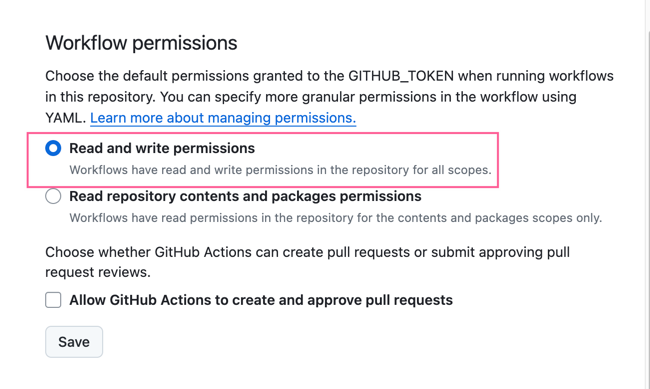 Workflow permissions
Choose the default permissions granted to the GITHUB_TOKEN when running workflows
in this repository. You can specify more granular permissions in the workflow using
YAML. Learn more about managing permissions.
Read and write permissions
Workflows have read and write permissions in the repository for all scopes.
Read repository contents and packages permissions
Workflows have read permissions in the repository for the contents and packages scopes only.
Choose whether GitHub Actions can create pull requests or submit approving pull
request reviews.
Allow GitHub Actions to create and approve pull requests
Save